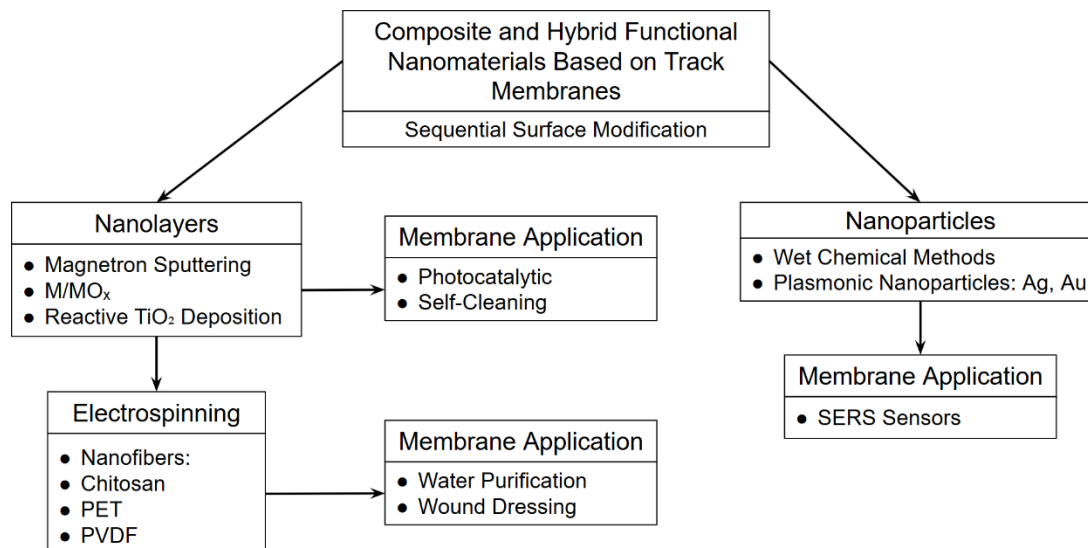 Composite and Hybrid Functional
Nanomaterials Based on Track
Membranes
Sequential Surface Modification
Nanolayers
● Magnetron Sputtering
● M/MOₓ
● Reactive TiO₂ Deposition
Membrane Application
● Photocatalytic
● Self-Cleaning
Nanoparticles
● Wet Chemical Methods
● Plasmonic Nanoparticles: Ag, Au
Membrane Application
● SERS Sensors
Electrospinning
● Nanofibers:
● Chitosan
● PET
● PVDF
Membrane Application
● Water Purification
● Wound Dressing